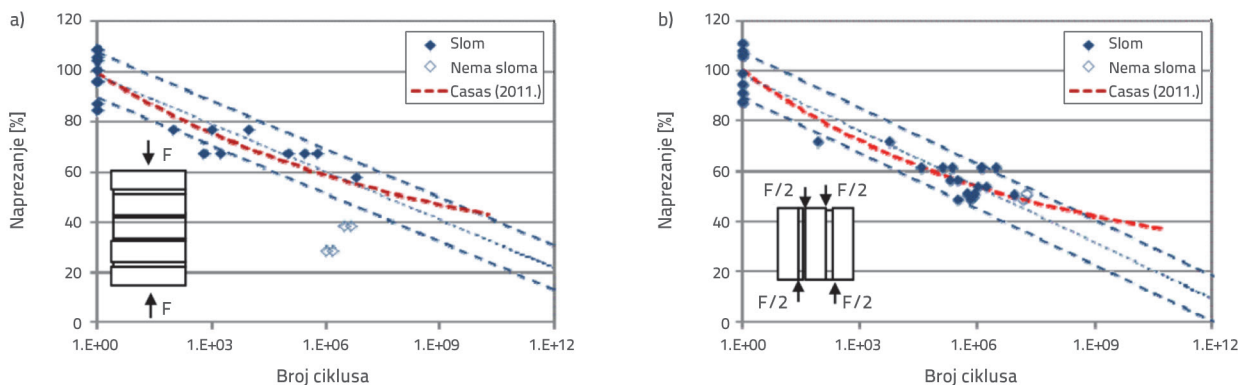 a)
Naprezanje [%]
120
100
80
60
40
20
0
Slom
Nema sloma
Casas (2011.)
F
F
1.E+00 1.E+03 1.E+06 1.E+09 1.E+12
Broj ciklusa
b)
Naprezanje [%]
120
100
80
60
40
20
0
Slom
Nema sloma
Casas (2011.)
F/2 F/2
F/2 F/2
1.E+00 1.E+03 1.E+06 1.E+09 1.E+12
Broj ciklusa